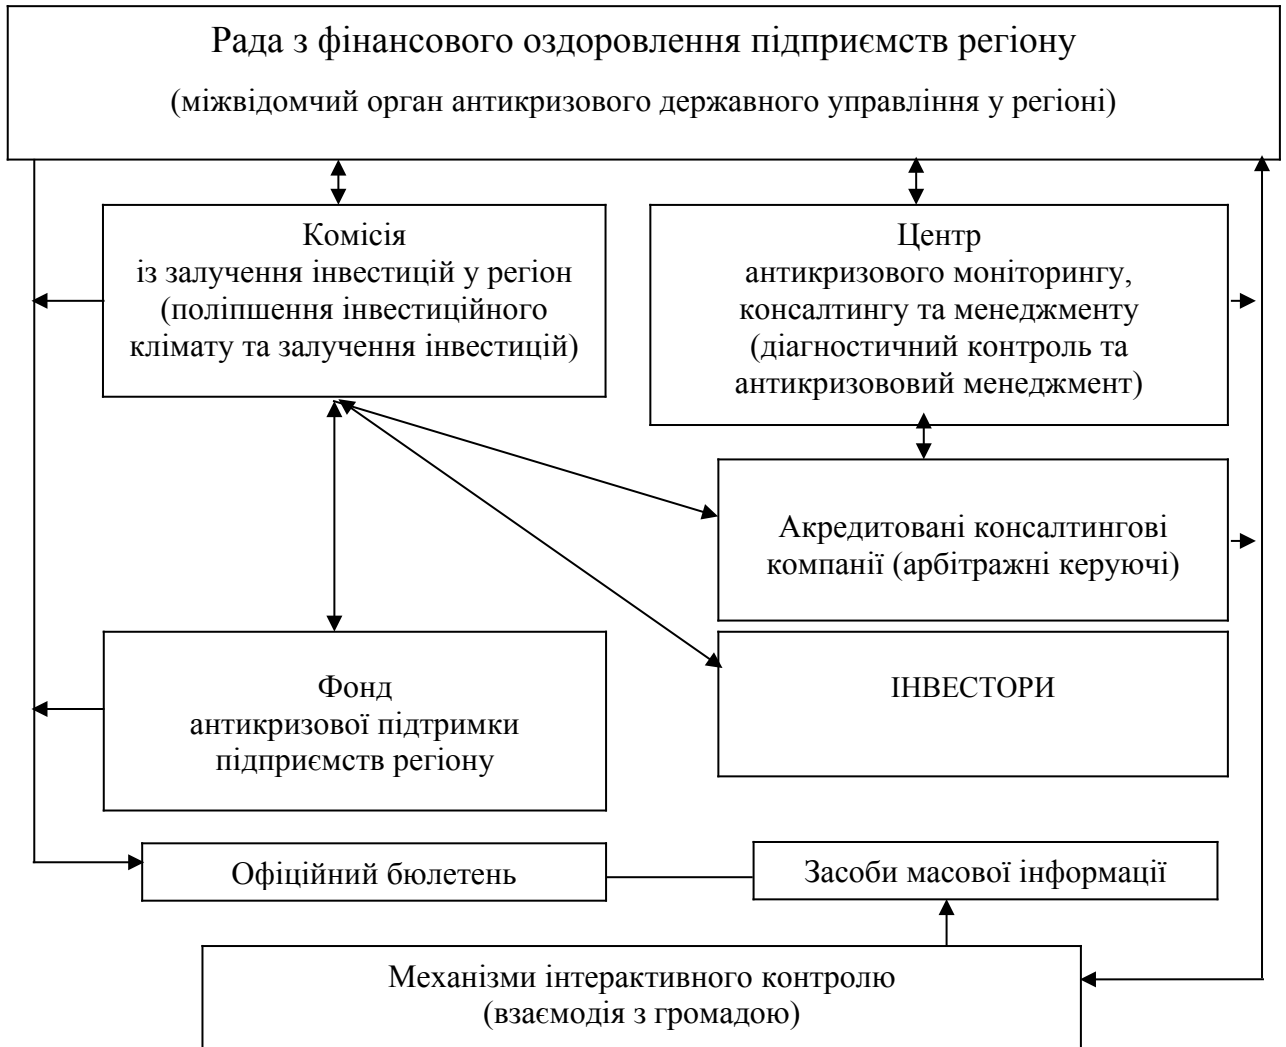 Рада з фінансового оздоровлення підприємств регіону
(міжвідомчий орган антикризового державного управління у регіоні)
Комісія
із залучення інвестицій у регіон
(поліпшення інвестиційного
клімату та залучення інвестицій)
Центр
антикризового моніторингу,
консалтингу та менеджменту
(діагностичний контроль та
антикризововий менеджмент)
Акредитовані консалтингові
компанії (арбітражні керуючі)
Фонд
антикризової підтримки
підприємств регіону
ІНВЕСТОРИ
Офіційний бюлетень
Засоби масової інформації
Механізми інтерактивного контролю
(взаємодія з громадою)